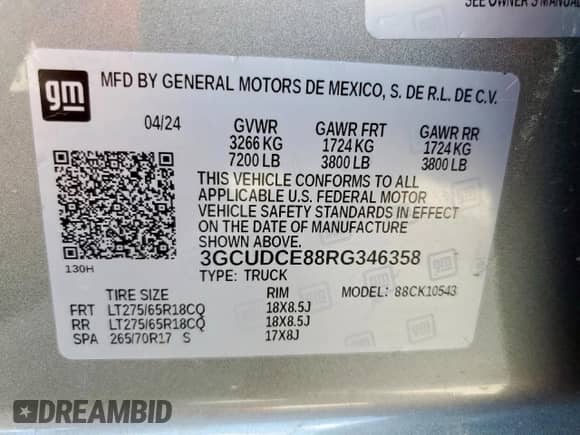 SEE OWNER'S MANUAL
gm
MFD BY GENERAL MOTORS DE MEXICO, S. DE R.L. DE C.V.
04/24 GVWR GAWR FRT GAWR RR
3266 KG 1724 KG 1724 KG
7200 LB 3800 LB 3800 LB
THIS VEHICLE CONFORMS TO ALL
APPLICABLE U.S. FEDERAL MOTOR
VEHICLE SAFETY STANDARDS IN EFFECT
ON THE DATE OF MANUFACTURE
SHOWN ABOVE.
130H 3GCUDCE88RG346358
TYPE: TRUCK MODEL: 88CK10543
TIRE SIZE RIM
FRT LT275/65R18CQ 18X8.5J
RR LT275/65R18CQ 18X8.5J
SPA 265/70R17 S 17X8J
DREAMBID